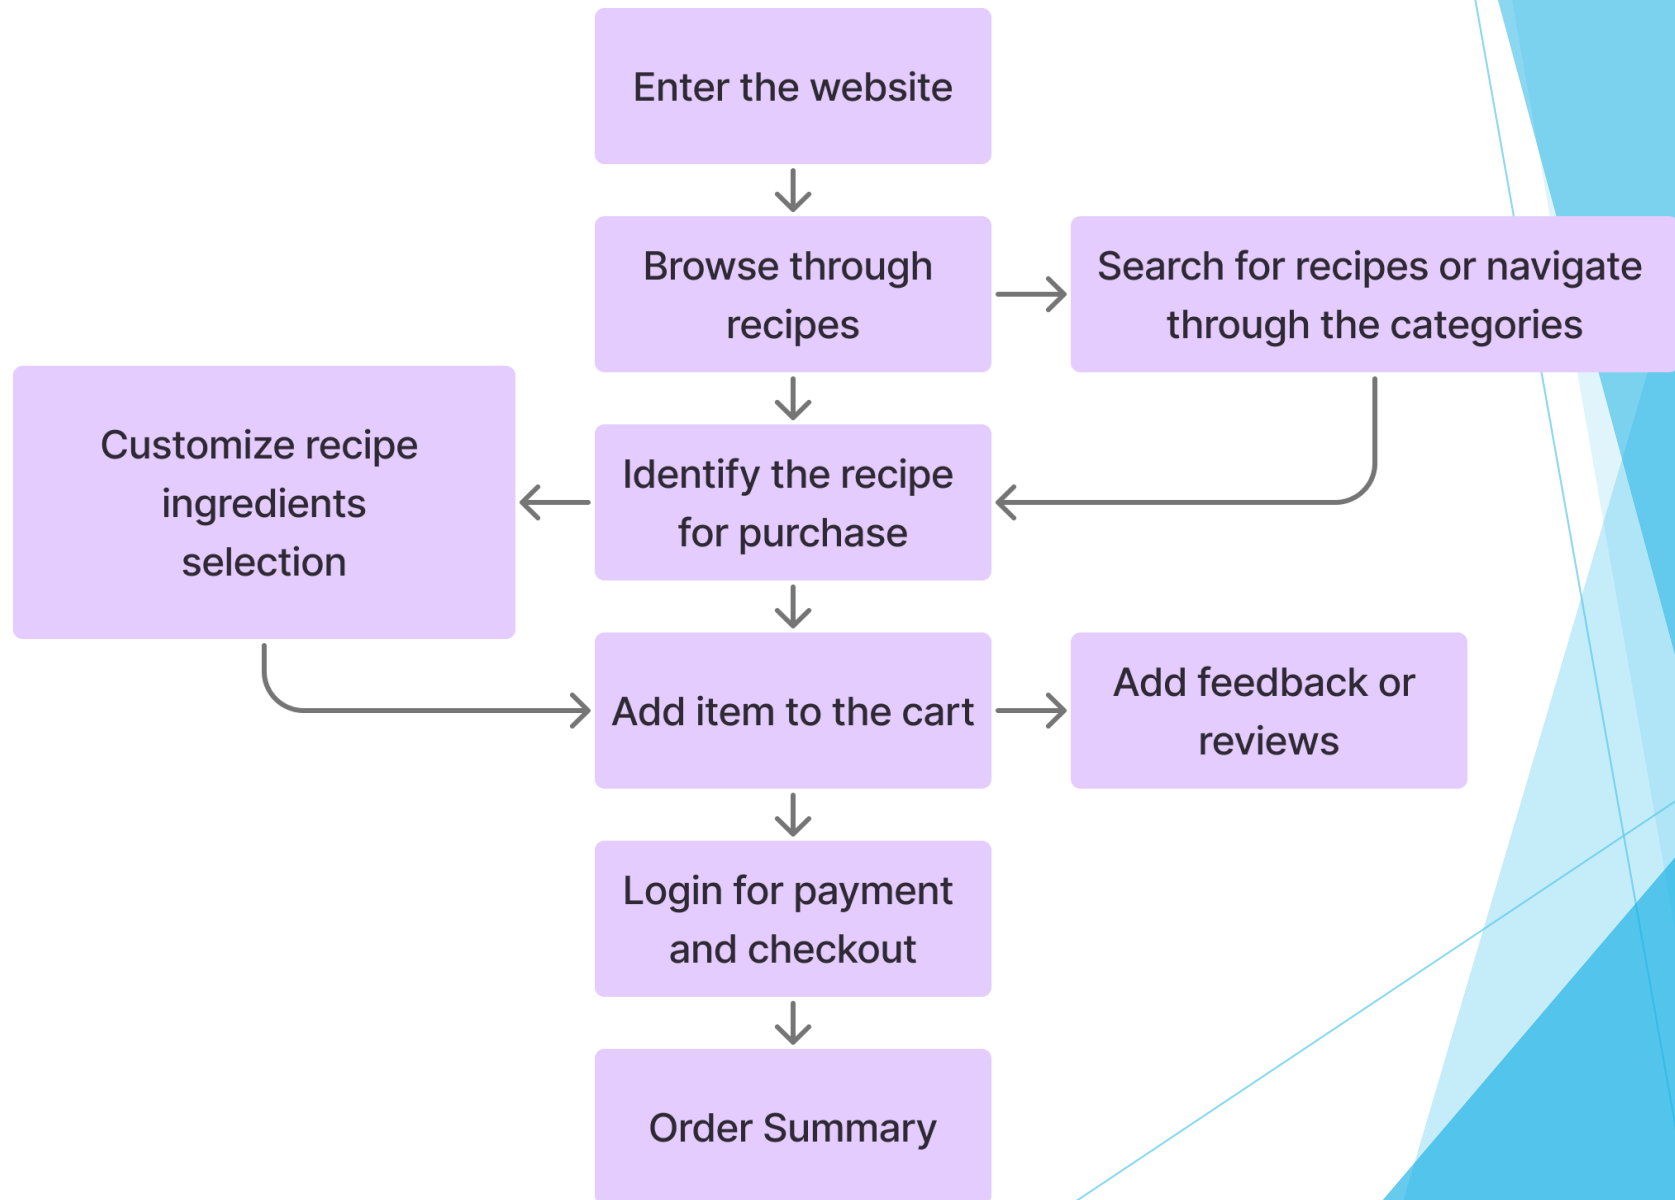 Enter the website
Browse through
recipes
Search for recipes or navigate
through the categories
Customize recipe
ingredients
selection
Identify the recipe
for purchase
Add item to the cart
Add feedback or
reviews
Login for payment
and checkout
Order Summary